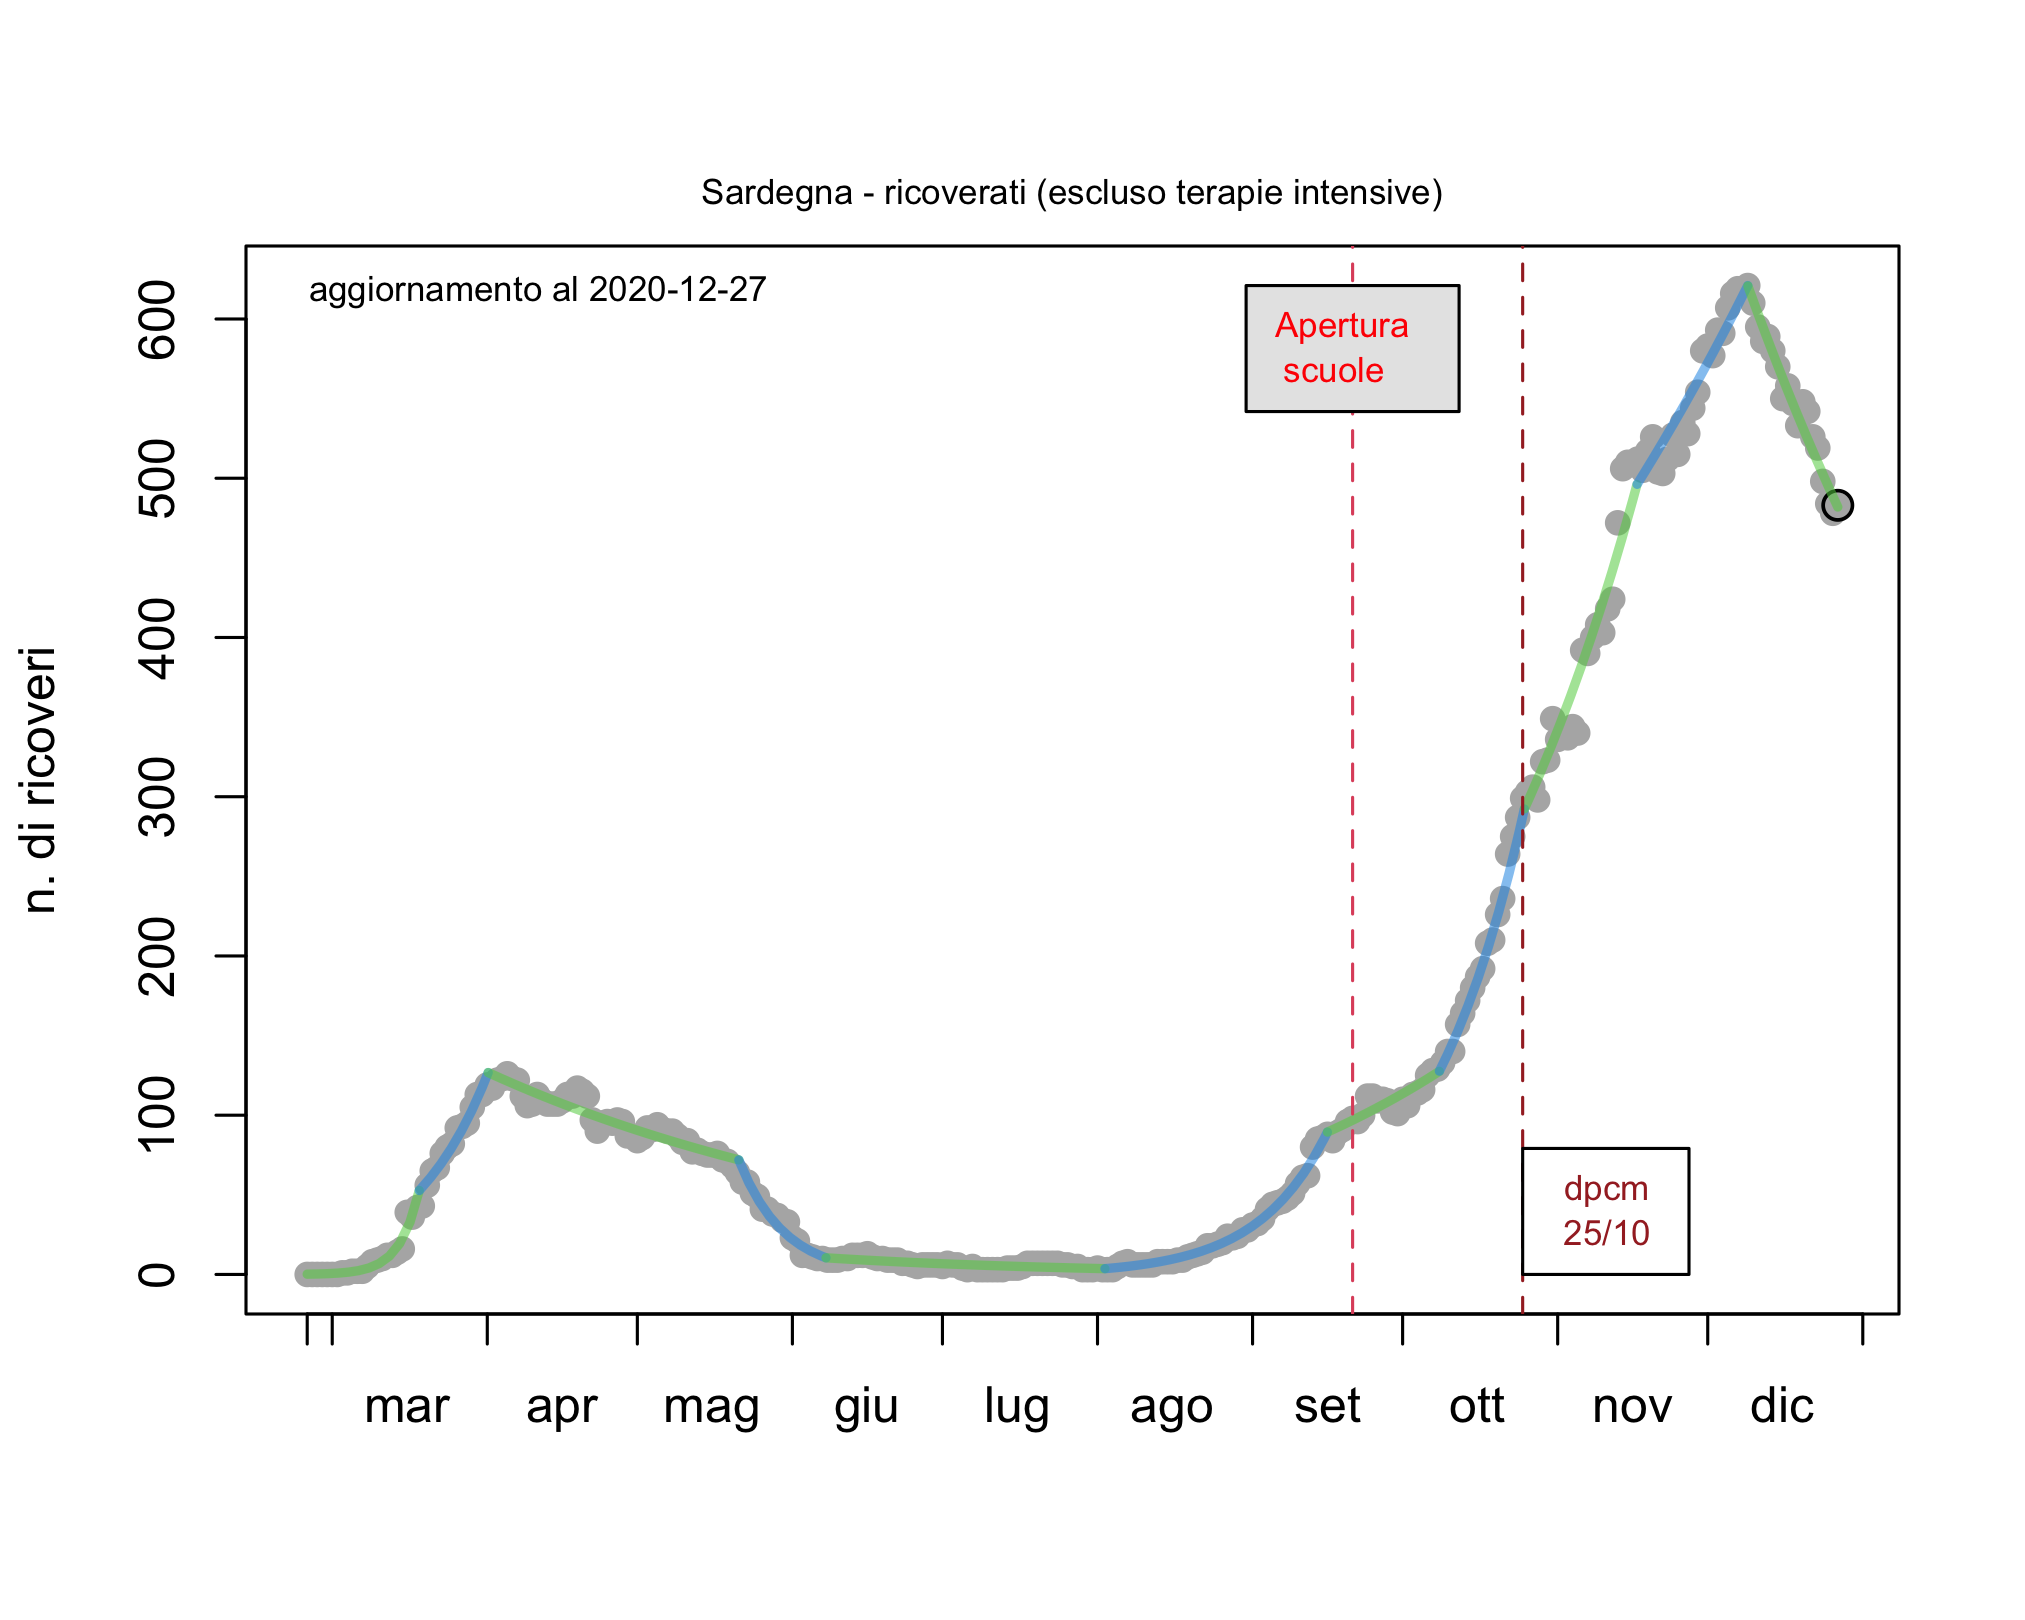 Sardegna - ricoverati (escluso terapie intensive)
aggiornamento al 2020-12-27
Apertura
scuole
n. di ricoveri
600
500
400
300
200
100
0
dpcm
25/10
mar apr mag giu lug ago set ott nov dic